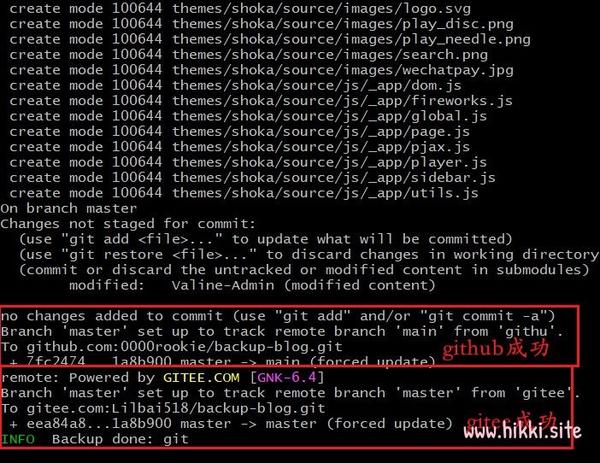 create mode 100644 themes/shoka/source/images/logo.svg
create mode 100644 themes/shoka/source/images/play_disc.png
create mode 100644 themes/shoka/source/images/play_needle.png
create mode 100644 themes/shoka/source/images/search.png
create mode 100644 themes/shoka/source/images/wechatpay.jpg
create mode 100644 themes/shoka/source/js/_app/dom.js
create mode 100644 themes/shoka/source/js/_app/fireworks.js
create mode 100644 themes/shoka/source/js/_app/global.js
create mode 100644 themes/shoka/source/js/_app/page.js
create mode 100644 themes/shoka/source/js/_app/pjax.js
create mode 100644 themes/shoka/source/js/_app/player.js
create mode 100644 themes/shoka/source/js/_app/sidebar.js
create mode 100644 themes/shoka/source/js/_app/utils.js
On branch master
Changes not staged for commit:
(use "git add <file>..." to update what will be committed)
(use "git restore <file>..." to discard changes in working directory)
(commit or discard the untracked or modified content in submodules)
modified: Valine-Admin (modified content)
no changes added to commit (use "git add" and/or "git commit -a")
Branch 'master' set up to track remote branch 'main' from 'githu'.
To github.com:0000rookie/backup-blog.git
github成功
+ 7fc2474...1a8b900 master -> main (forced update)
remote: Powered by GITEE.COM [GNK-6.4]
Branch 'master' set up to track remote branch 'master' from 'gitee'.
To gitee.com:Lilbai518/backup-blog.git
+ eea84a8...1a8b900 master -> master (forced update)
gitee成功
INFO Backup done: git
www.hikki.site